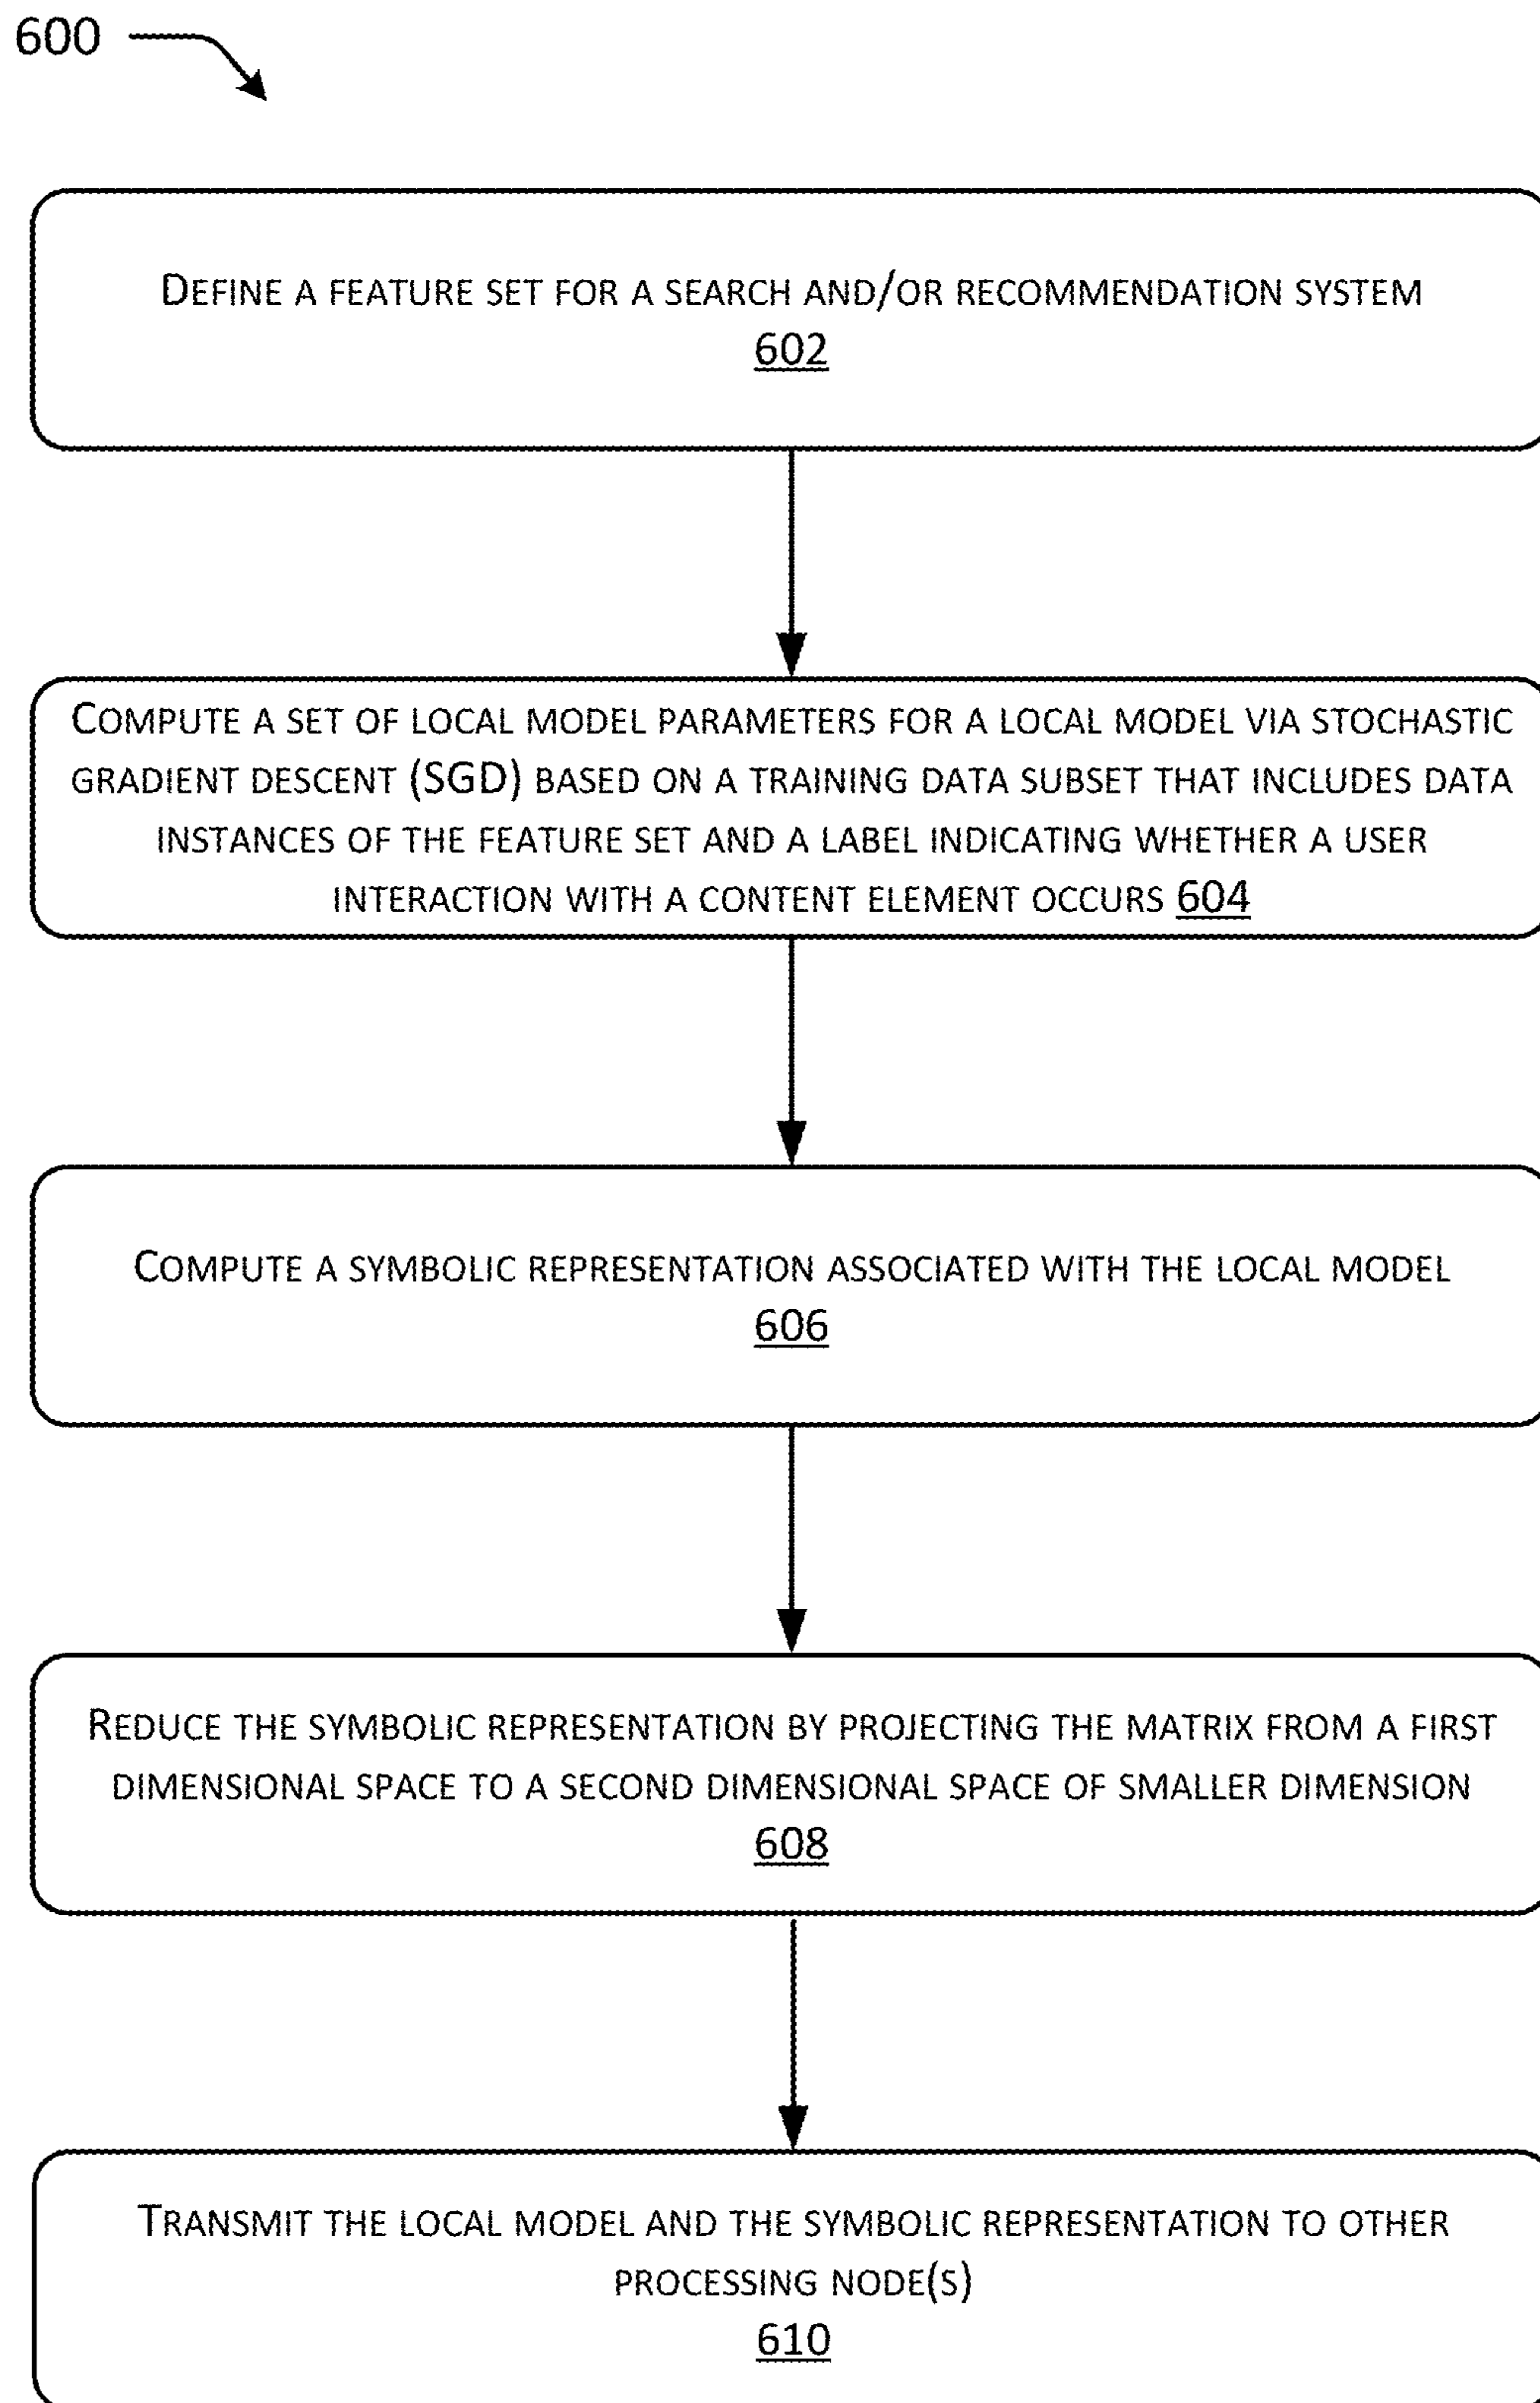 600
DEFINE A FEATURE SET FOR A SEARCH AND/OR RECOMMENDATION SYSTEM
602
COMPUTE A SET OF LOCAL MODEL PARAMETERS FOR A LOCAL MODEL VIA STOCHASTIC
GRADIENT DESCENT (SGD) BASED ON A TRAINING DATA SUBSET THAT INCLUDES DATA
INSTANCES OF THE FEATURE SET AND A LABEL INDICATING WHETHER A USER
INTERACTION WITH A CONTENT ELEMENT OCCURS 604
COMPUTE A SYMBOLIC REPRESENTATION ASSOCIATED WITH THE LOCAL MODEL
606
REDUCE THE SYMBOLIC REPRESENTATION BY PROJECTING THE MATRIX FROM A FIRST
DIMENSIONAL SPACE TO A SECOND DIMENSIONAL SPACE OF SMALLER DIMENSION
608
TRANSMIT THE LOCAL MODEL AND THE SYMBOLIC REPRESENTATION TO OTHER
PROCESSING NODE(S)
610